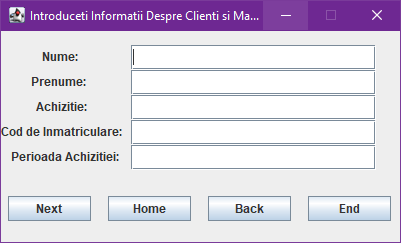 Introduceti Informatii Despre Clienti si Ma...
Nume:
Prenume:
Achizitie:
Cod de Inmatriculare:
Perioada Achizitiei:
Next Home Back End